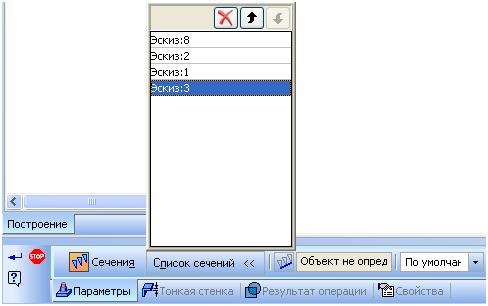 Эскиз:8
Эскиз:2
Эскиз:1
Эскиз:3
Построение
STOP Сечения Список сечений << Объект не опред По умолчан
? Параметры Тонкая стенка Результат операции Свойства